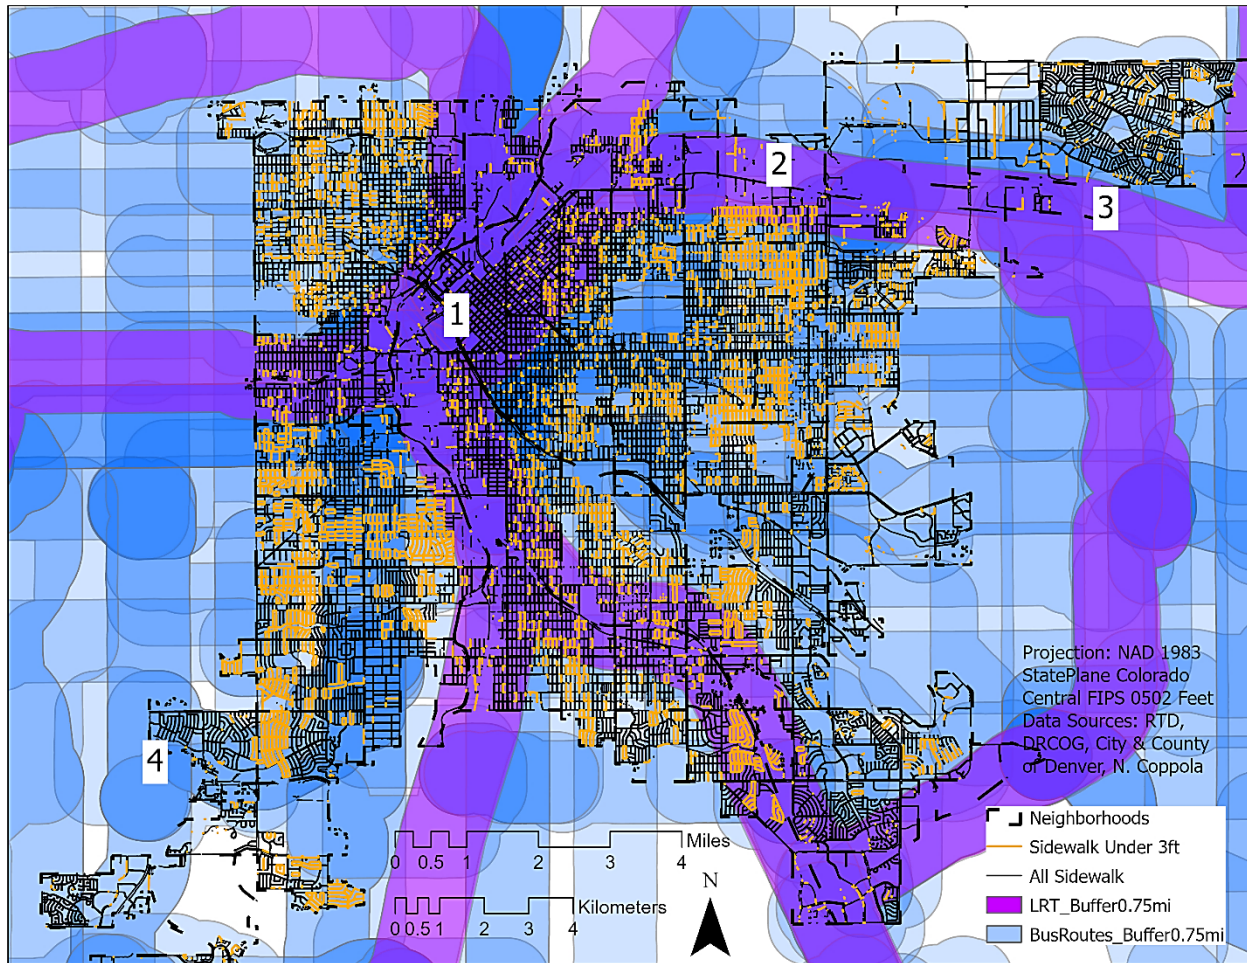 2
3
1
4
Projection: NAD 1983
StatePlane Colorado
Central FIPS 0502 Feet
Data Sources: RTD,
DRCOG, City & County
of Denver, N. Coppola
Neighborhoods
Sidewalk Under 3ft
All Sidewalk
LRT_Buffer0.75mi
BusRoutes_Buffer0.75mi
Miles
0 0.5 1 2 3 4
N
Kilometers
0 0.5 1 2 3 4